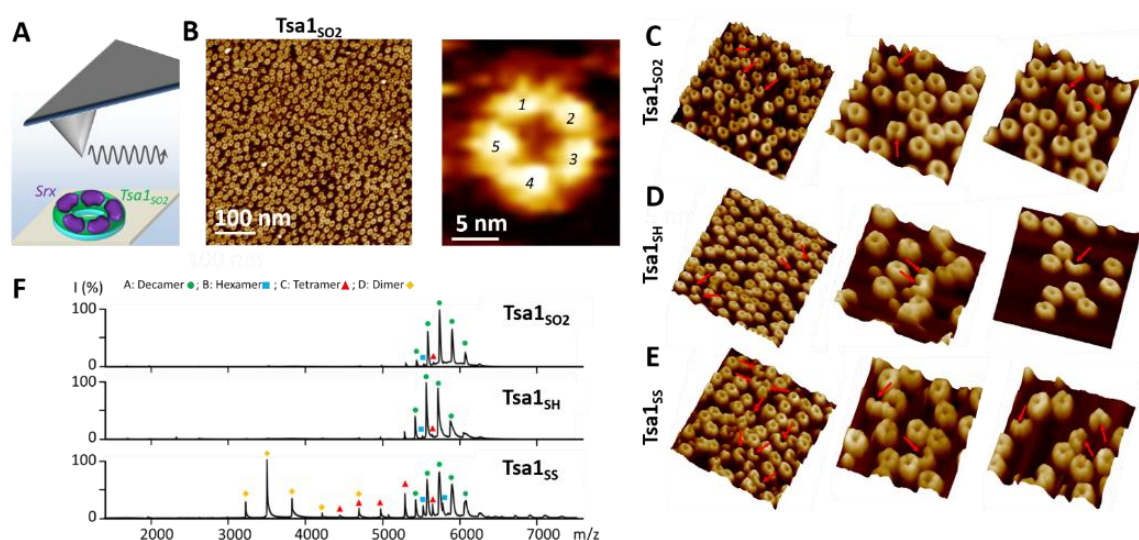 A
Srx
Tsa1SO2
B
Tsa1SO2
100 nm
1
2
3
4
5
5 nm
C
Tsa1SO2
D
Tsa1SH
E
Tsa1SS
F
I (%)
A: Decamer ; B: Hexamer ; C: Tetramer ; D: Dimer
100
0
Tsa1SO2
100
0
Tsa1SH
100
0
Tsa1SS
2000 3000 4000 5000 6000 7000 m/z